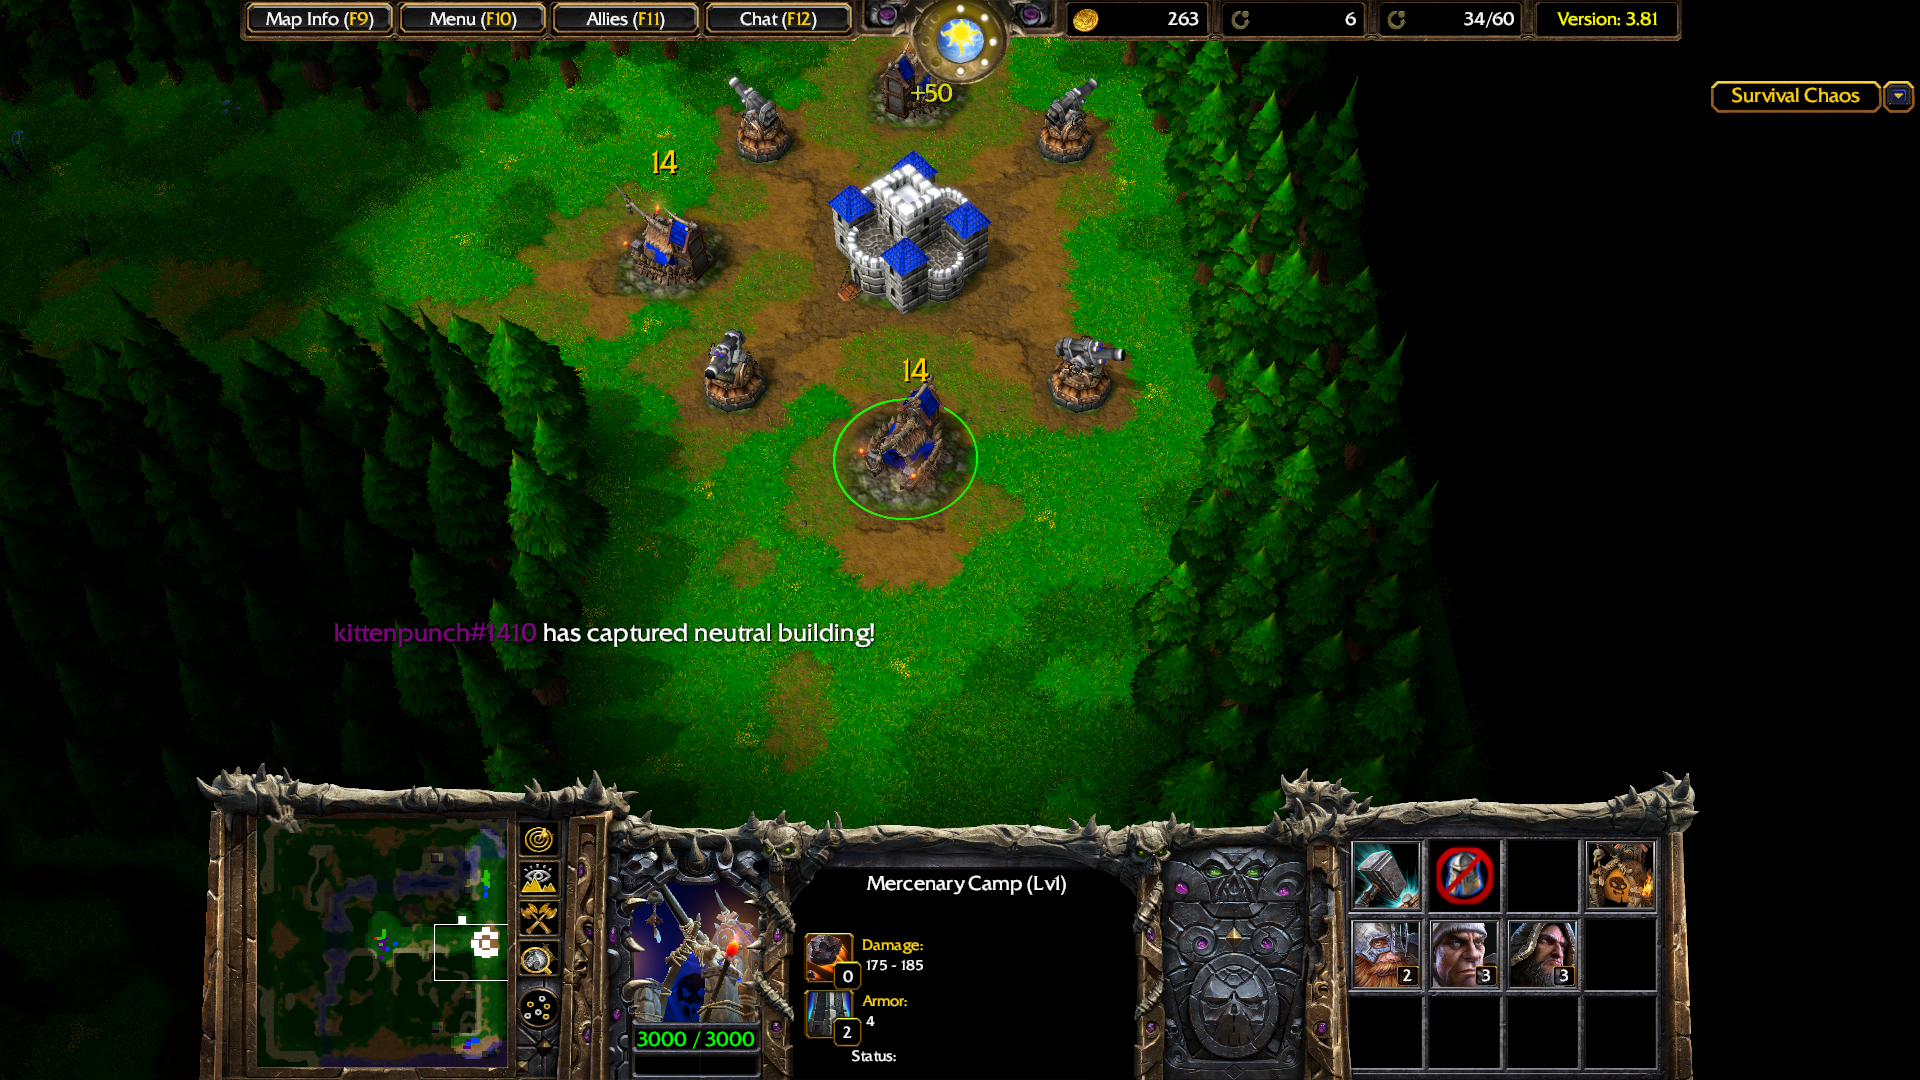 Map Info (F9)
Menu (F10)
Allies (F11)
Chat (F12)
263
6
34/60
Version: 3.81
Survival Chaos
+50
14
14
kittenpunch#1410 has captured neutral building!
Mercenary Camp (Lvl)
Damage:
175 - 185
0
Armor:
4
2
Status:
3000 / 3000
2
3
3